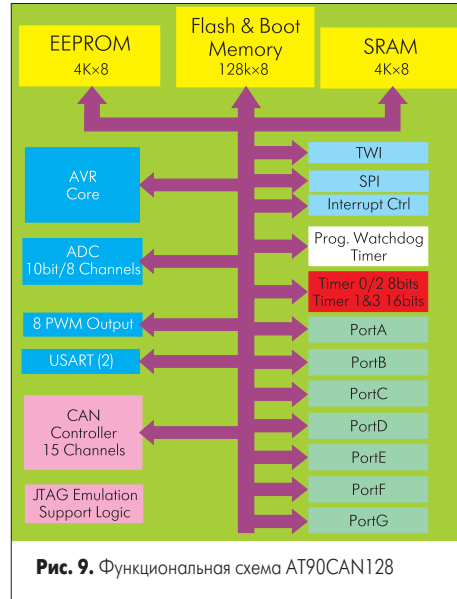 EEPROM
4K×8
Flash & Boot
Memory
128k×8
SRAM
4K×8
AVR
Core
ADC
10bit/8 Channels
8 PWM Output
USART (2)
CAN
Controller
15 Channels
JTAG Emulation
Support Logic
TWI
SPI
Interrupt Ctrl
Prog. Watchdog
Timer
Timer 0/2 8bits
Timer 1&3 16bits
PortA
PortB
PortC
PortD
PortE
PortF
PortG
Рис. 9. Функциональная схема AT90CAN128